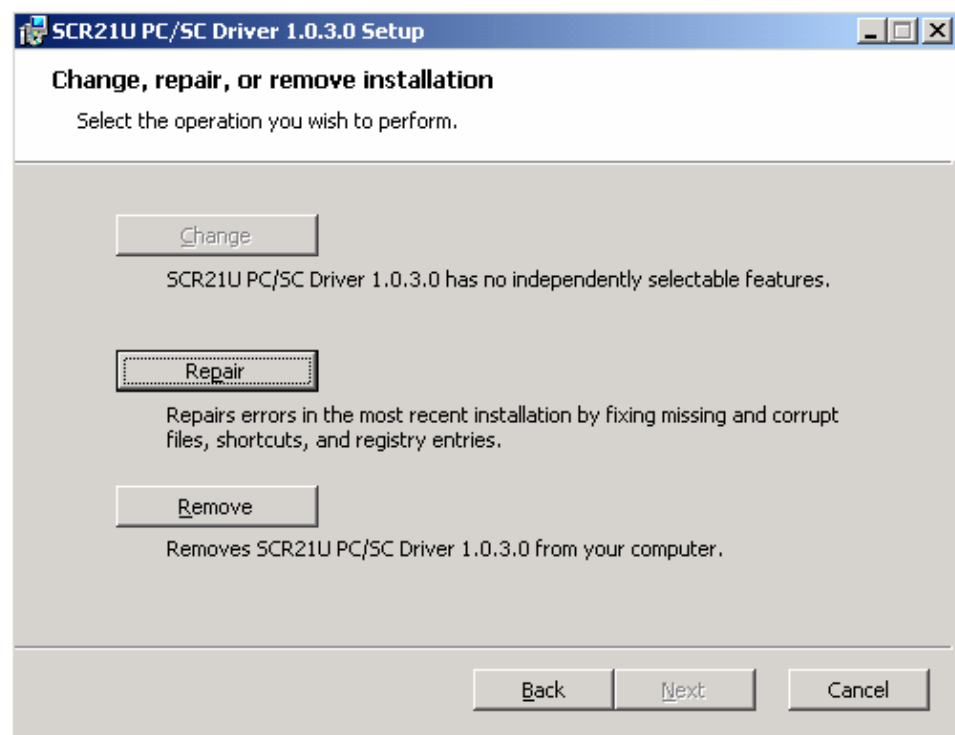 SCR21U PC/SC Driver 1.0.3.0 Setup
Change, repair, or remove installation
Select the operation you wish to perform.
Change
SCR21U PC/SC Driver 1.0.3.0 has no independently selectable features.
Repair
Repairs errors in the most recent installation by fixing missing and corrupt
files, shortcuts, and registry entries.
Remove
Removes SCR21U PC/SC Driver 1.0.3.0 from your computer.
Back Next Cancel